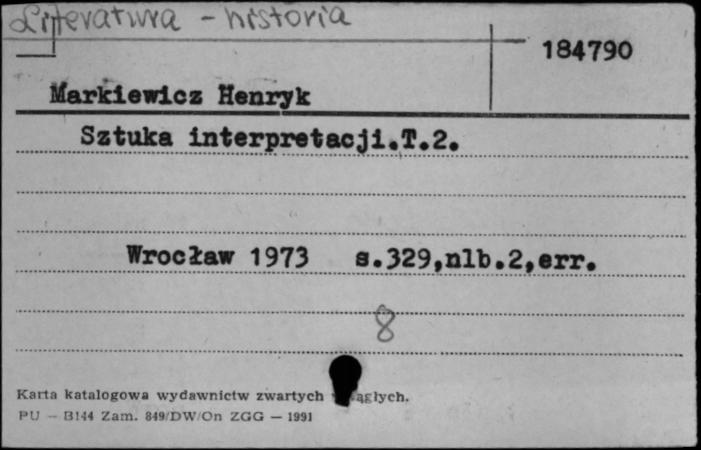 Literatura - historia
184790
Markiewicz Henryk
Sztuka interpretacji.T.2.
Wrocław 1973 s.329,nlb.2,err.
8
Karta katalogowa wydawnictw zwartych ągłych.
PU - B144 Zam. 849/DW/On ZGG - 1991